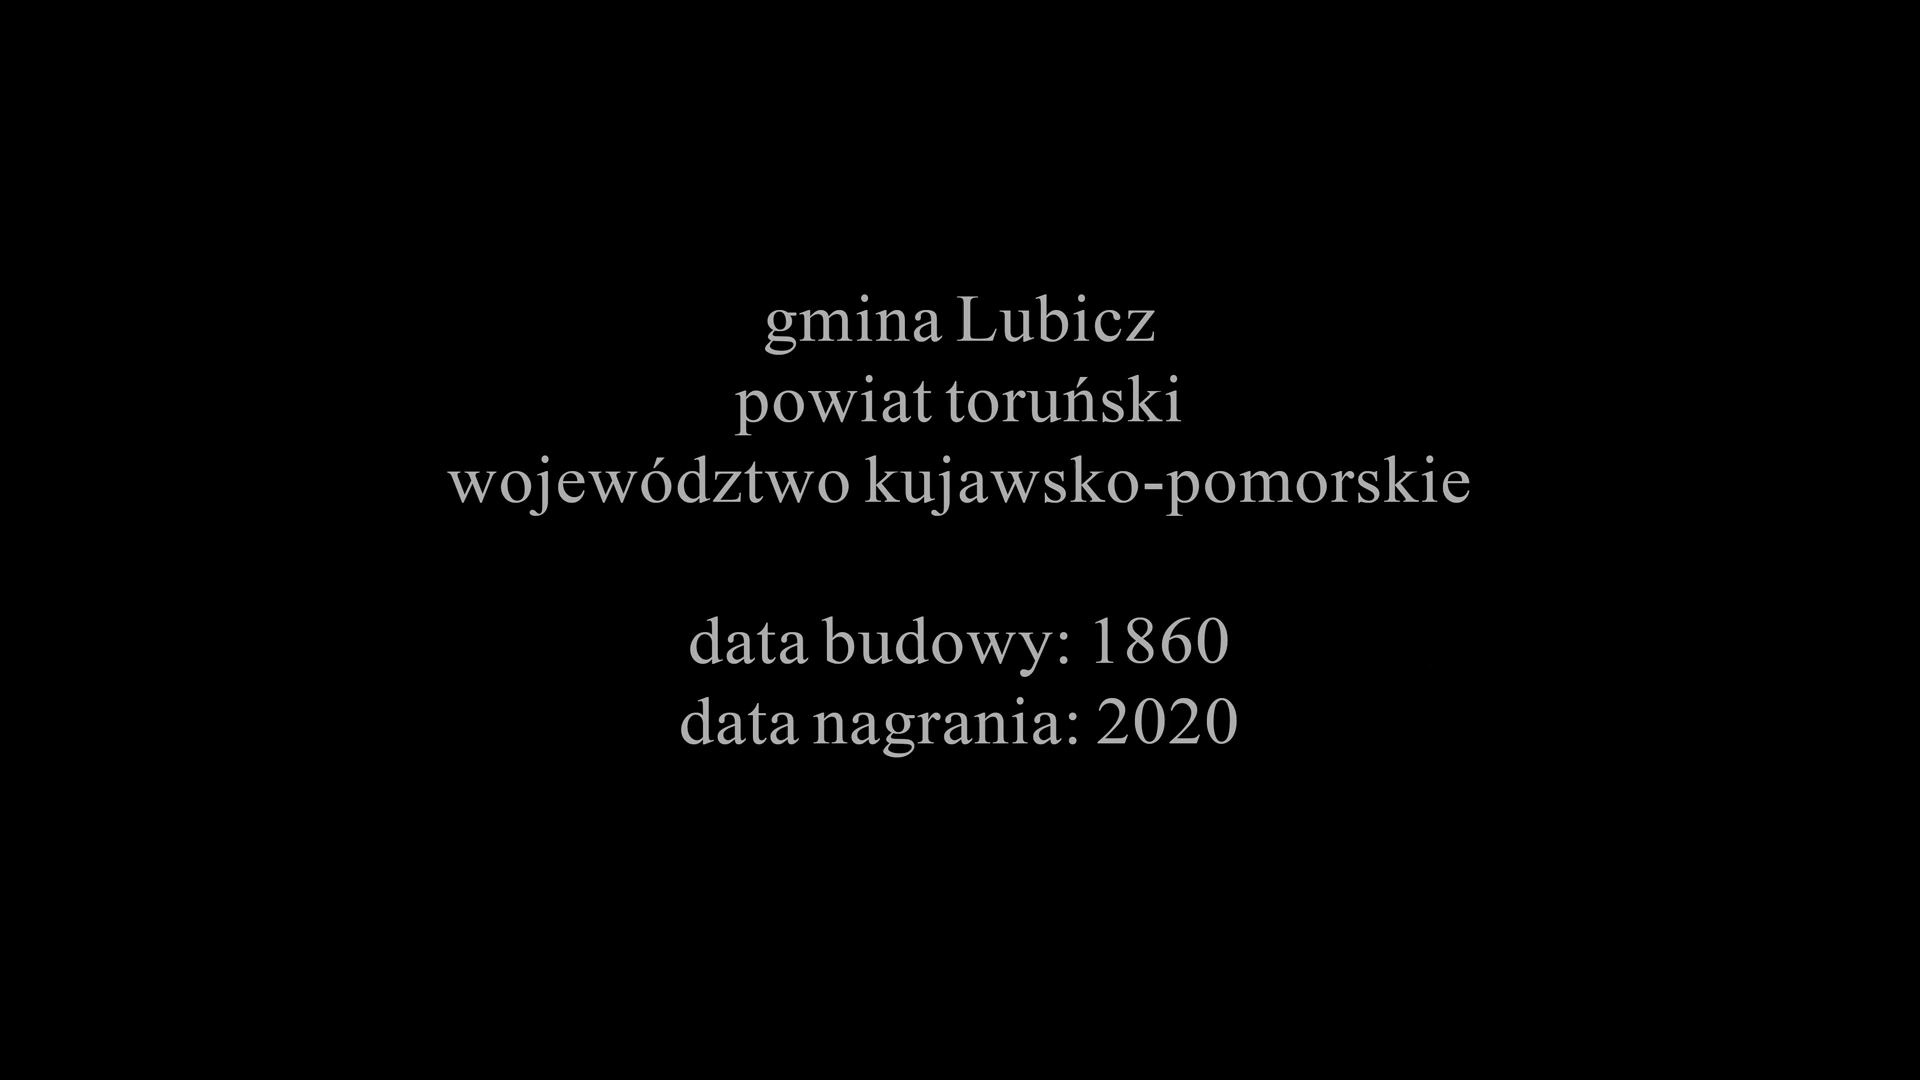 gmina Lubicz
powiat toruński
województwo kujawsko-pomorskie
data budowy: 1860
data nagrania: 2020